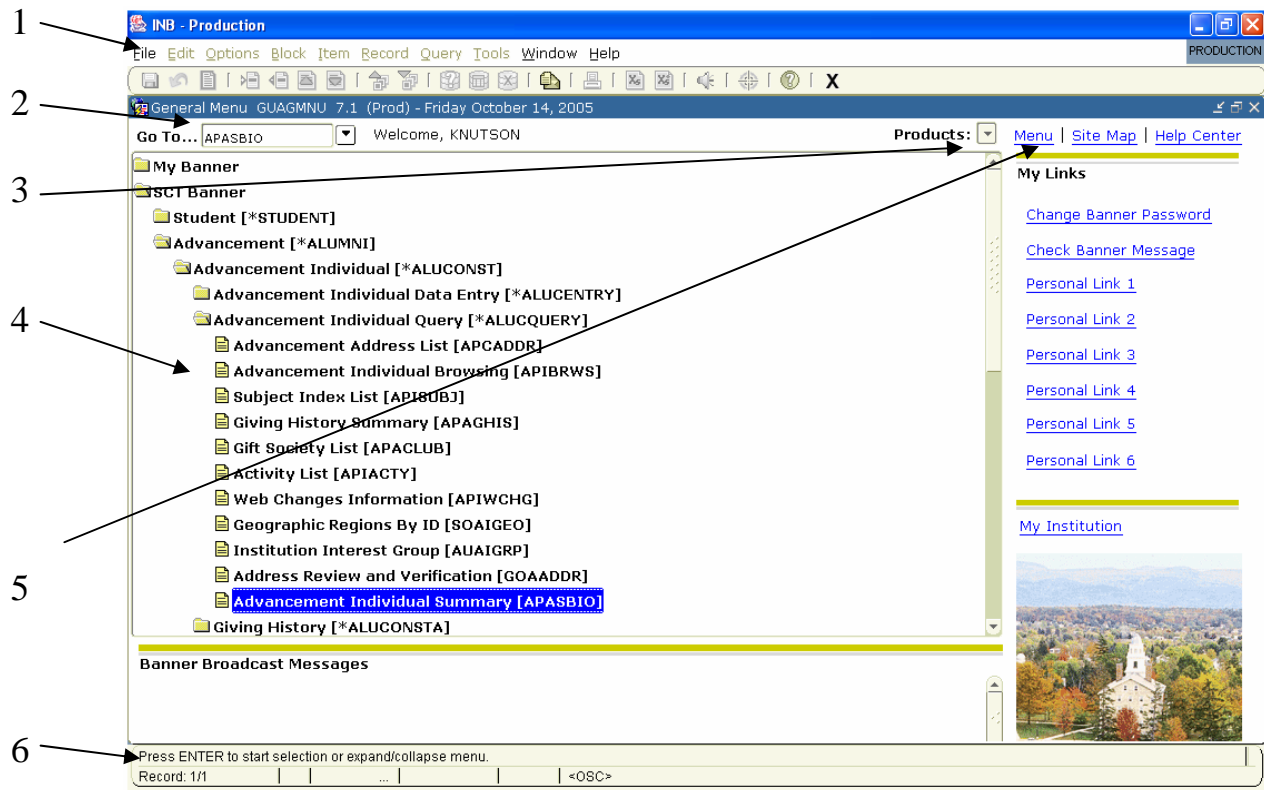 1
INB - Production
File Edit Options Block Item Record Query Tools Window Help
PRODUCTION
X
2
General Menu GUAGMNU 7.1 (Prod) - Friday October 14, 2005
Go To... APASBIO
Welcome, KNUTSON
Products:
Menu | Site Map | Help Center
3
My Banner
SCT Banner
Student [*STUDENT]
Advancement [*ALUMNI]
Advancement Individual [*ALUCONST]
Advancement Individual Data Entry [*ALUCENTRY]
4
Advancement Individual Query [*ALUCQUERY]
Advancement Address List [APCADDR]
Advancement Individual Browsing [APIBRWS]
Subject Index List [APISUBJ]
Giving History Summary [APAGHIS]
Gift Society List [APACLUB]
Activity List [APIACTY]
Web Changes Information [APIWCHG]
Geographic Regions By ID [SOAIGEO]
Institution Interest Group [AUAIGRP]
5
Address Review and Verification [GOAADDR]
Advancement Individual Summary [APASBIO]
Giving History [*ALUCONSTA]
My Links
Change Banner Password
Check Banner Message
Personal Link 1
Personal Link 2
Personal Link 3
Personal Link 4
Personal Link 5
Personal Link 6
My Institution
Banner Broadcast Messages
6
Press ENTER to start selection or expand/collapse menu.
Record: 1/1
...
<OSC>